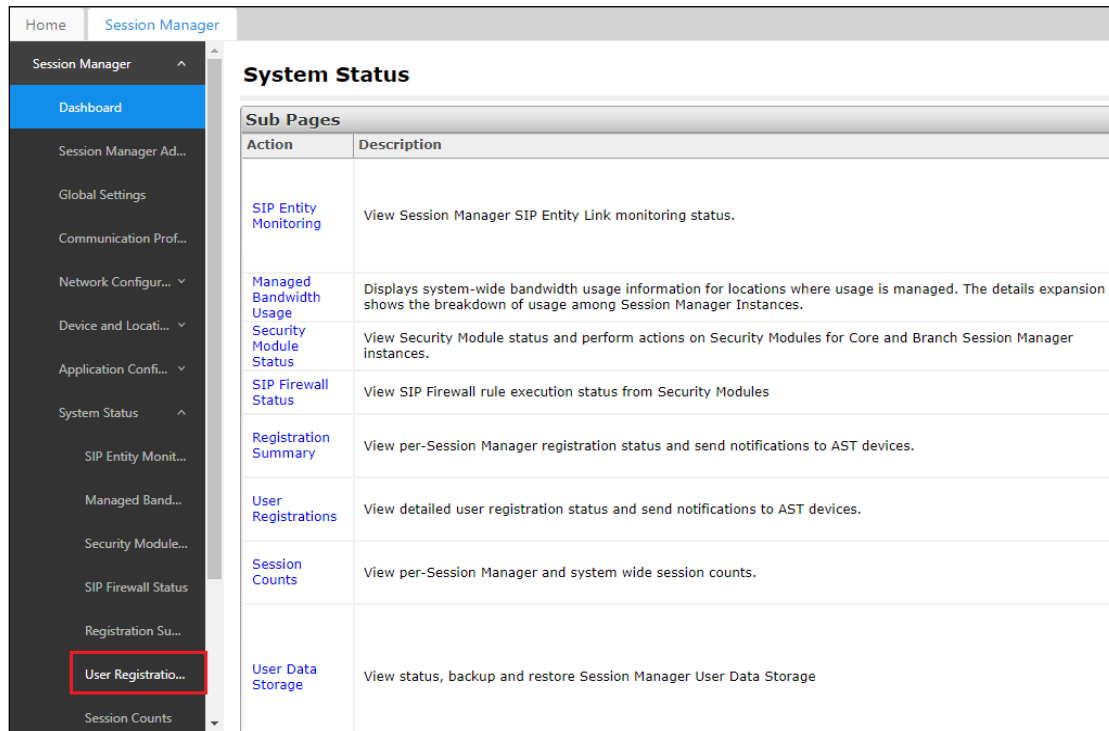 Home
Session Manager
Session Manager
Dashboard
Session Manager Ad...
Global Settings
Communication Prof...
Network Configur...
Device and Locati...
Application Confi...
System Status
SIP Entity Monit...
Managed Band...
Security Module...
SIP Firewall Status
Registration Su...
User Registratio...
Session Counts
System Status
Sub Pages
Action Description
SIP Entity
Monitoring
View Session Manager SIP Entity Link monitoring status.
Managed
Bandwidth
Usage
Displays system-wide bandwidth usage information for locations where usage is managed. The details expansion
shows the breakdown of usage among Session Manager Instances.
Security
Module
Status
View Security Module status and perform actions on Security Modules for Core and Branch Session Manager
instances.
SIP Firewall
Status
View SIP Firewall rule execution status from Security Modules
Registration
Summary
View per-Session Manager registration status and send notifications to AST devices.
User
Registrations
View detailed user registration status and send notifications to AST devices.
Session
Counts
View per-Session Manager and system wide session counts.
User Data
Storage
View status, backup and restore Session Manager User Data Storage